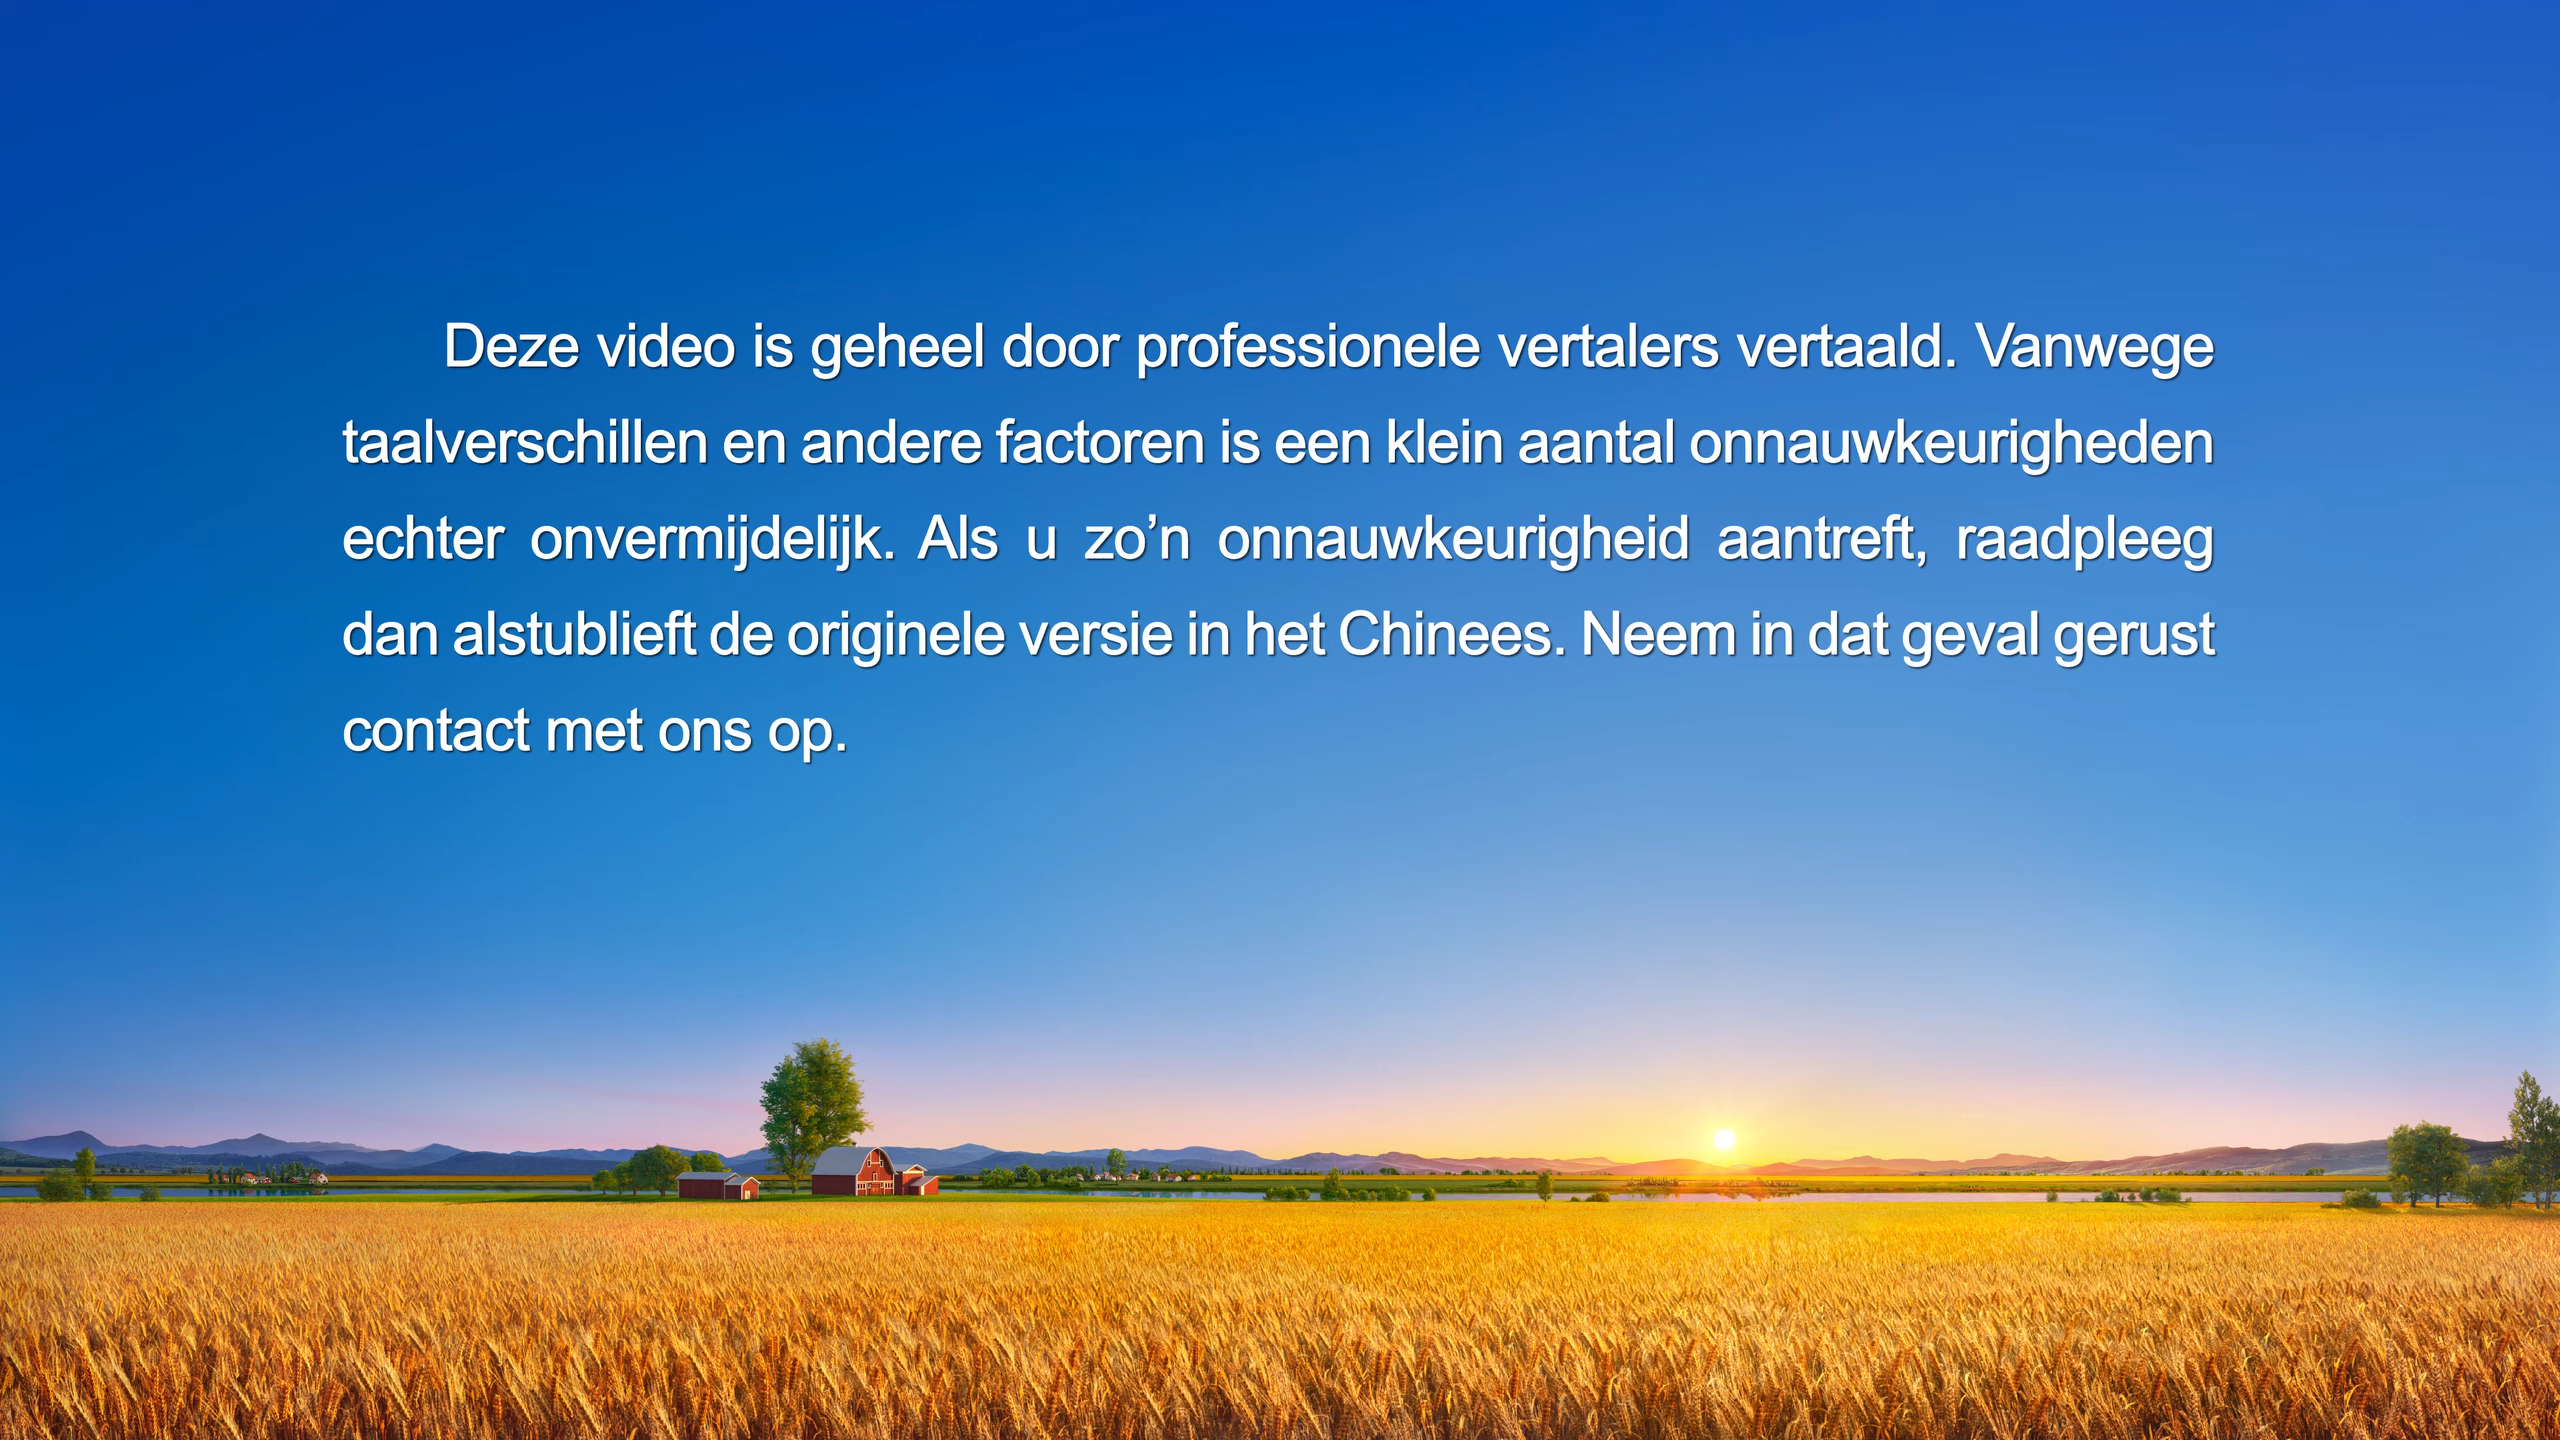 Deze video is geheel door professionele vertalers vertaald. Vanwege
taalverschillen en andere factoren is een klein aantal onnauwkeurigheden
echter onvermijdelijk. Als u zo’n onnauwkeurigheid aantreft, raadpleeg
dan alstublieft de originele versie in het Chinees. Neem in dat geval gerust
contact met ons op.